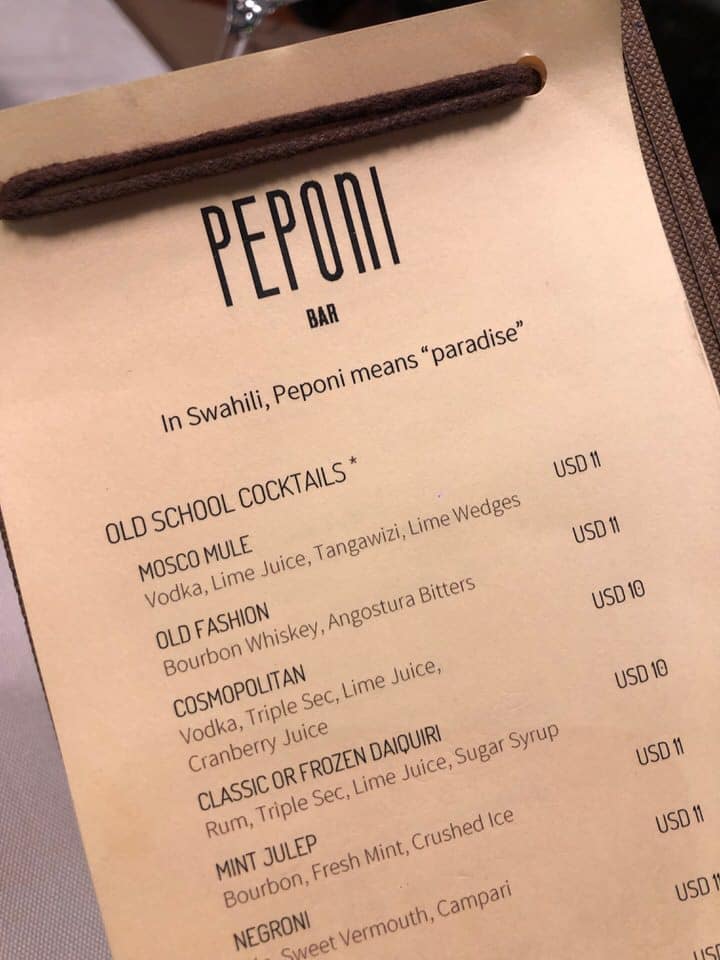 PEPONI
BAR
In Swahili, Peponi means “paradise”
OLD SCHOOL COCKTAILS *
MOSCO MULE USD 11
Vodka, Lime Juice, Tangawizi, Lime Wedges
OLD FASHION USD 11
Bourbon Whiskey, Angostura Bitters
COSMOPOLITAN USD 10
Vodka, Triple Sec, Lime Juice,
Cranberry Juice
CLASSIC OR FROZEN DAIQUIRI USD 10
Rum, Triple Sec, Lime Juice, Sugar Syrup
MINT JULEP USD 11
Bourbon, Fresh Mint, Crushed Ice
NEGRONI USD 11
Sweet Vermouth, Campari
USD